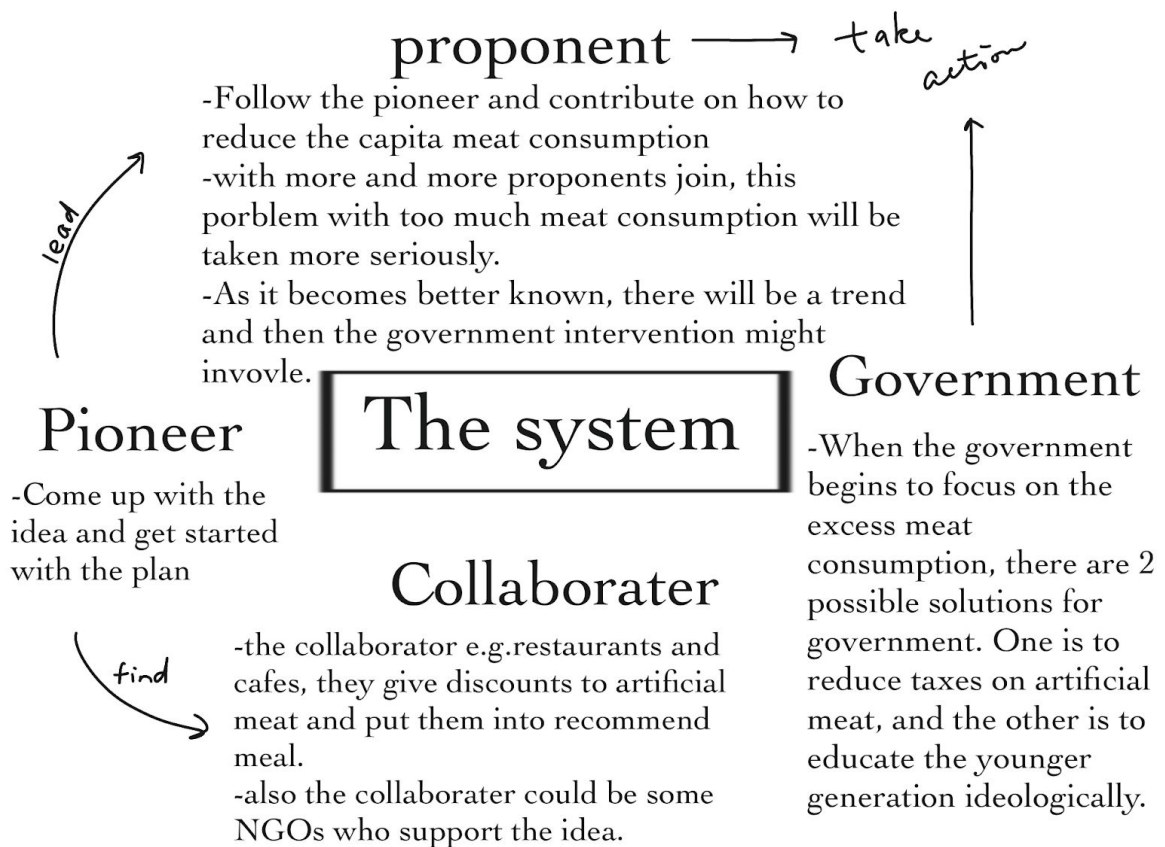 proponent
take
action
-Follow the pioneer and contribute on how to
reduce the capita meat consumption
-with more and more proponents join, this
porblem with too much meat consumption will be
taken more seriously.
-As it becomes better known, there will be a trend
and then the government intervention might
invovle.
lead
The system
Pioneer
-Come up with the
idea and get started
with the plan
find
Collaborater
-the collaborator e.g.restaurants and
cafes, they give discounts to artificial
meat and put them into recommend
meal.
-also the collaborater could be some
NGOs who support the idea.
Government
-When the government
begins to focus on the
excess meat
consumption, there are 2
possible solutions for
government. One is to
reduce taxes on artificial
meat, and the other is to
educate the younger
generation ideologically.